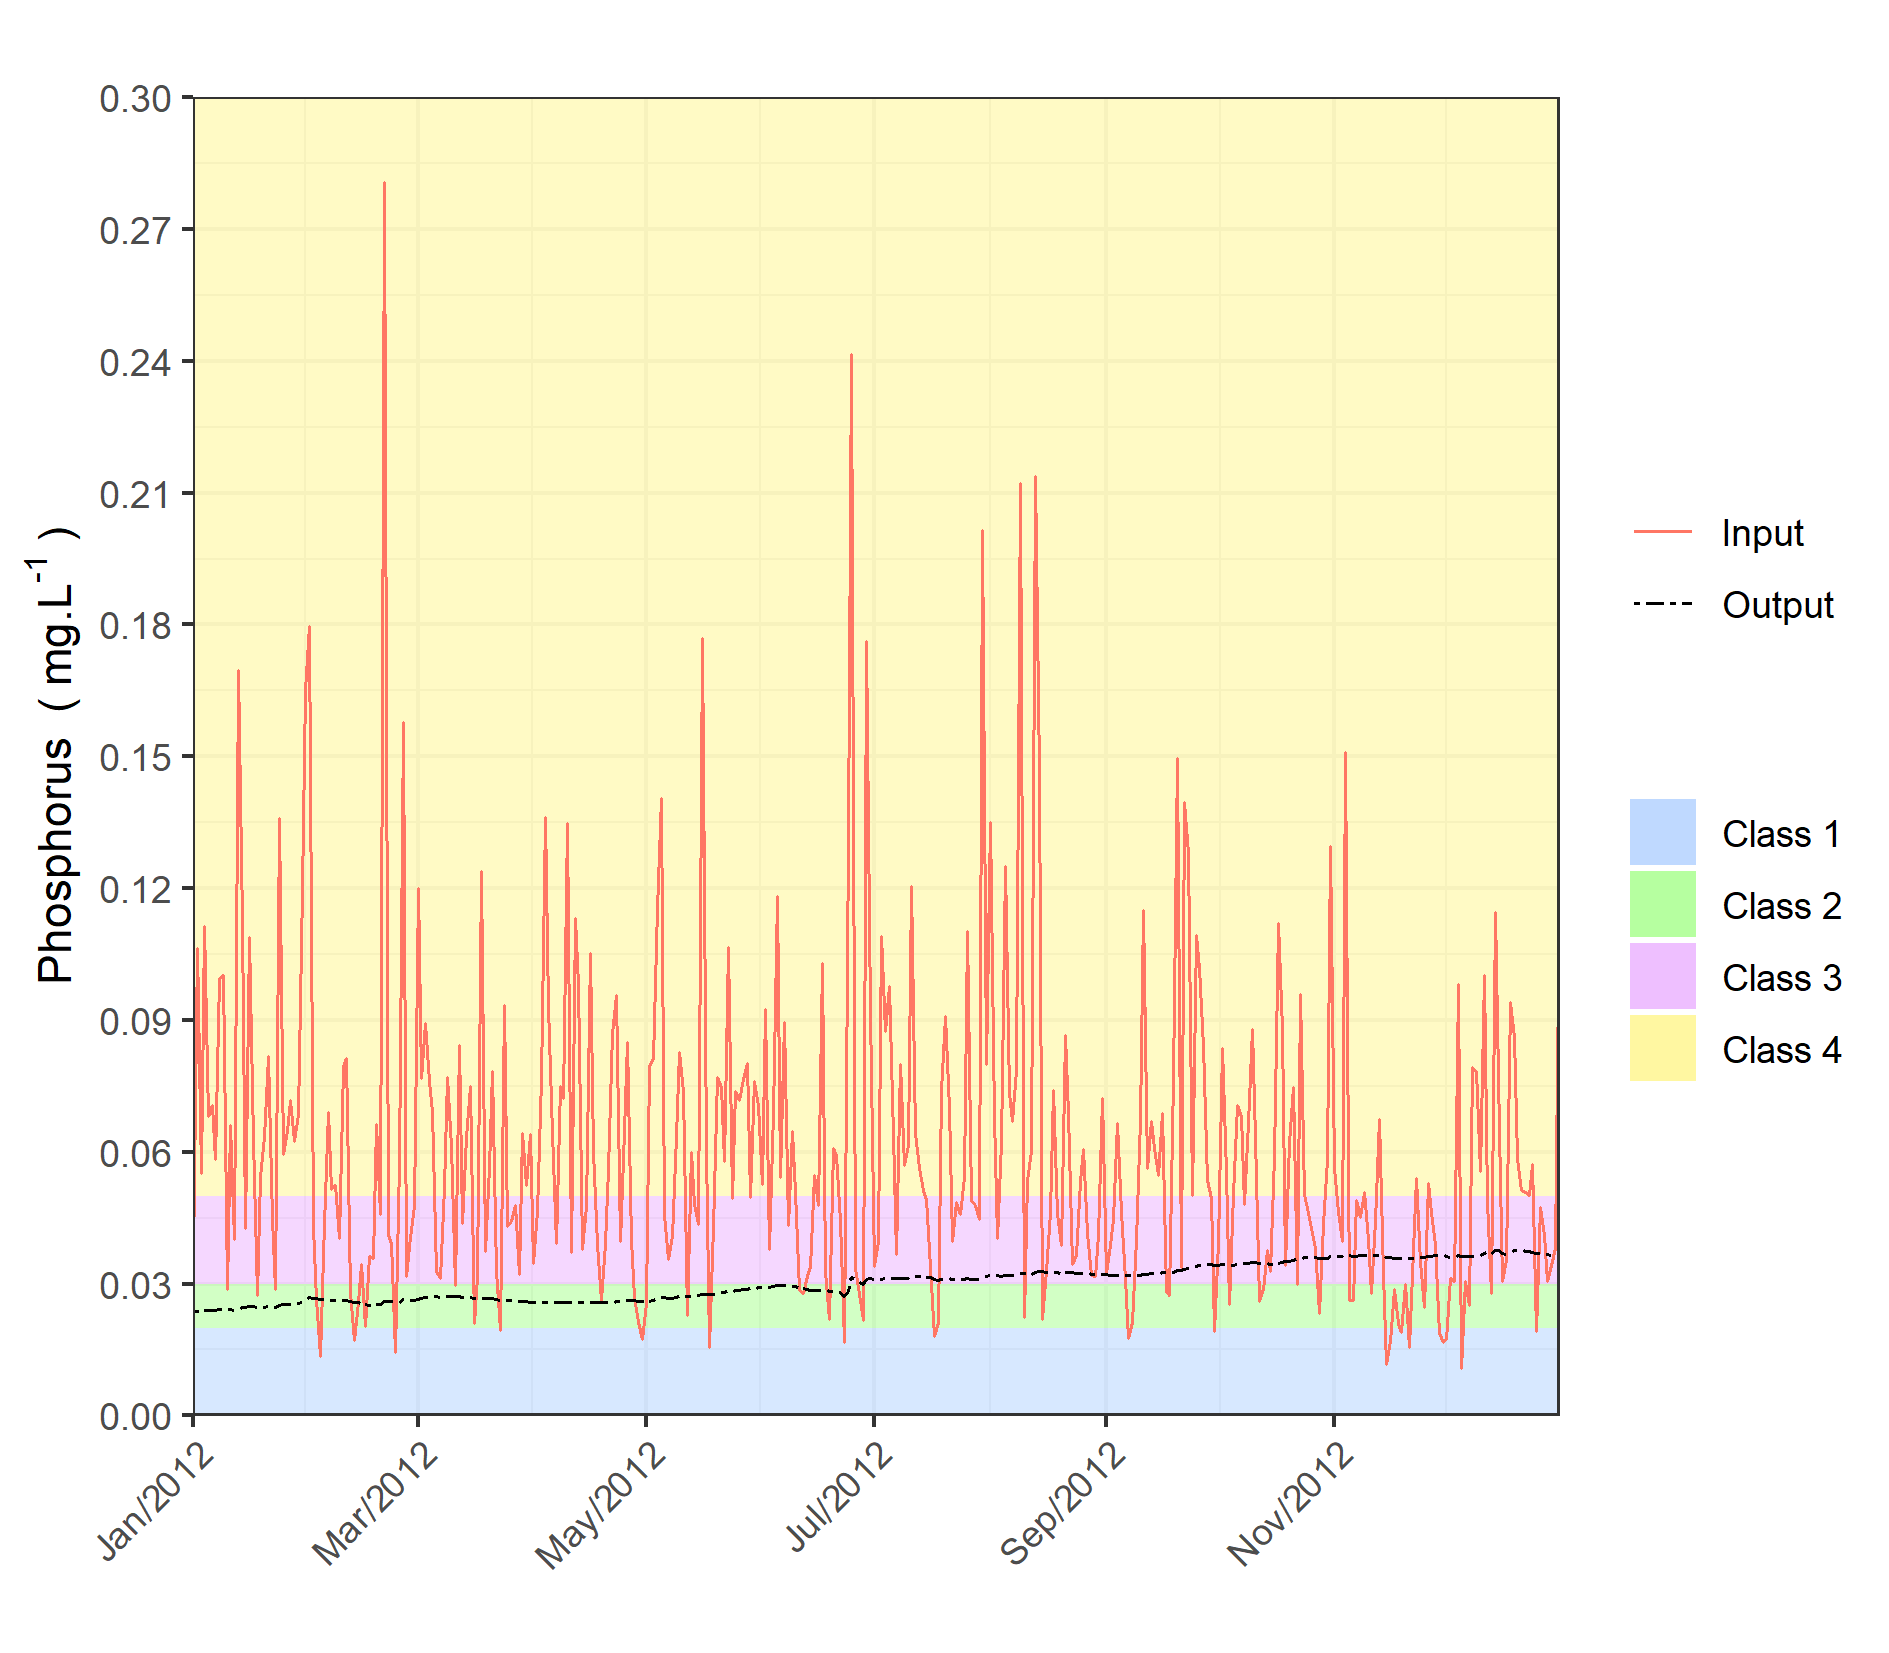 0.30
0.27
0.24
0.21
0.18
0.15
0.12
0.09
0.06
0.03
0.00
Phosphorus ( mg.L⁻¹ )
Jan/2012
Mar/2012
May/2012
Jul/2012
Sep/2012
Nov/2012
Input
Output
Class 1
Class 2
Class 3
Class 4